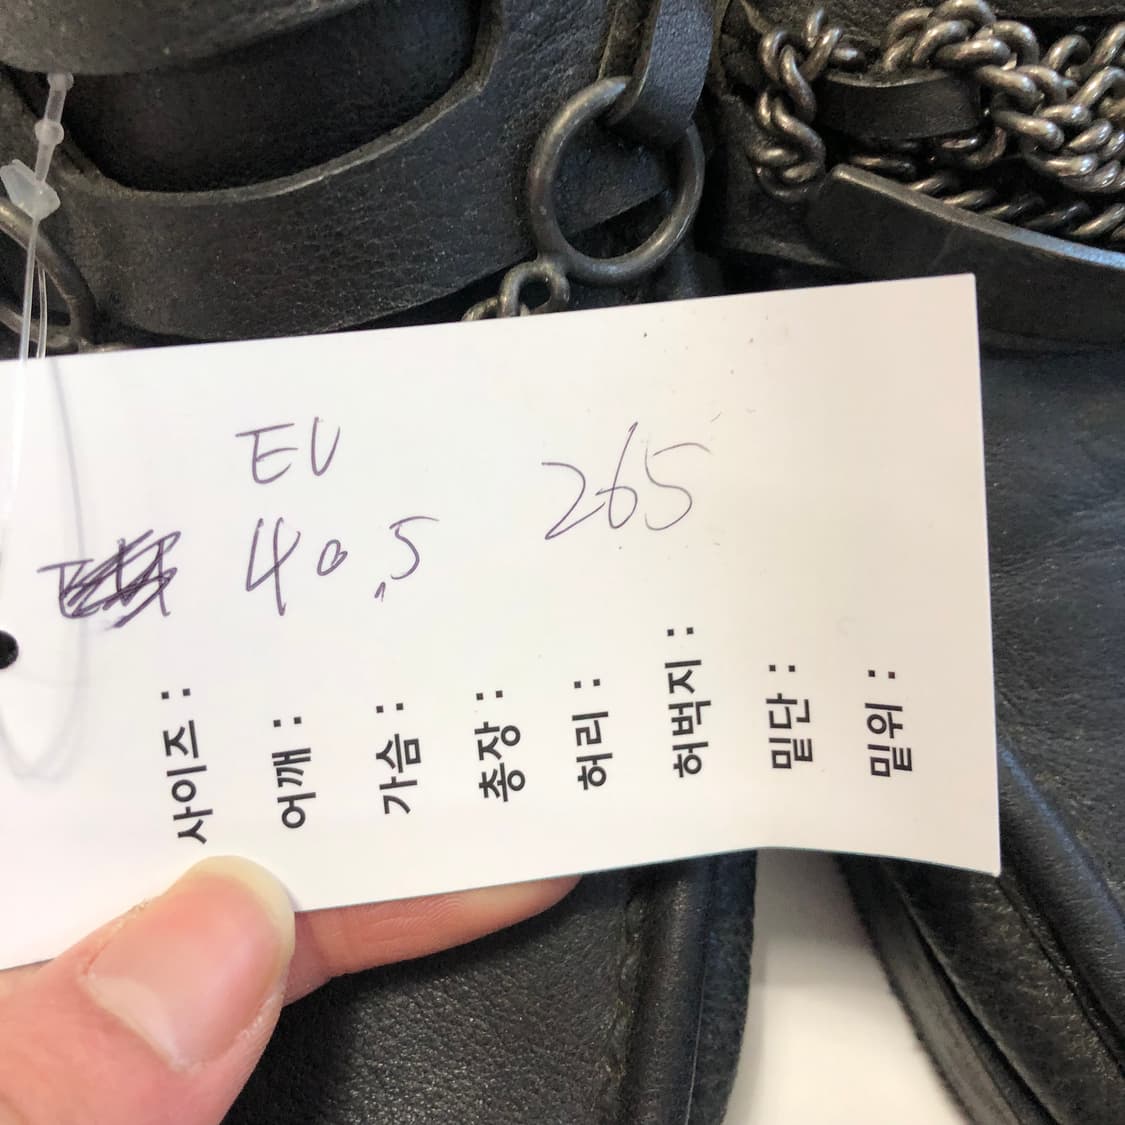 EU
40.5
265
사이즈 :
어깨 :
가슴 :
총장 :
허리 :
허벅지 :
밑단 :
밑위 :